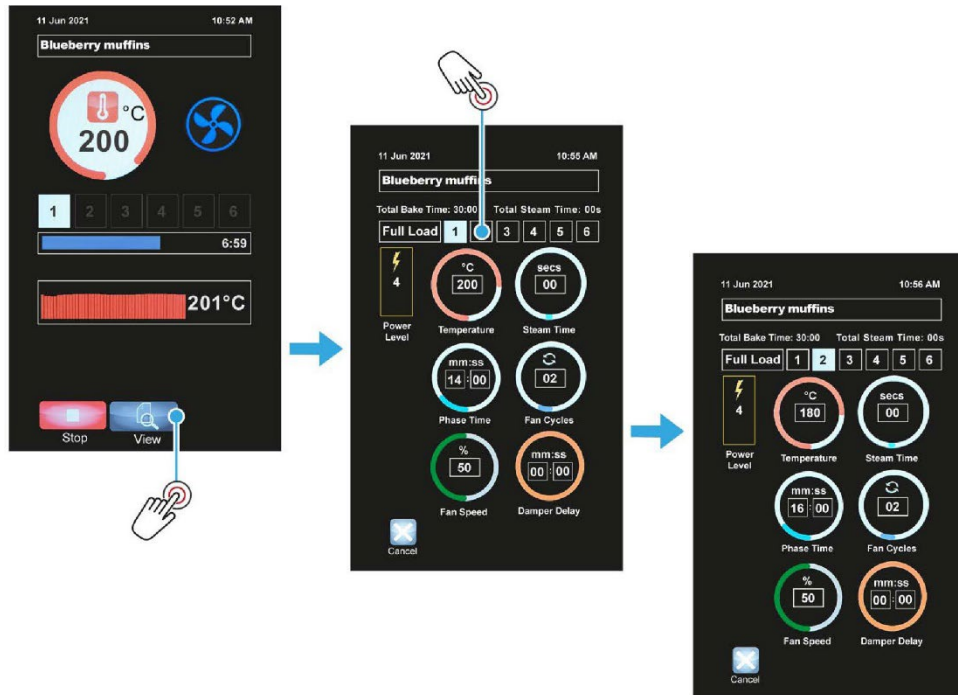 11 Jun 2021 10:52 AM
Blueberry muffins
°C
200
1 2 3 4 5 6
6:59
201°C
Stop View
11 Jun 2021 10:55 AM
Blueberry muffins
Total Bake Time: 30:00 Total Steam Time: 00s
Full Load 1 3 4 5 6
4
Power
Level
°C
200
Temperature
secs
00
Steam Time
mm:ss
14:00
Phase Time
02
Fan Cycles
%
50
Fan Speed
mm:ss
00:00
Damper Delay
Cancel
11 Jun 2021 10:56 AM
Blueberry muffins
Total Bake Time: 30:00 Total Steam Time: 00s
Full Load 1 2 3 4 5 6
4
Power
Level
°C
180
Temperature
secs
00
Steam Time
mm:ss
16:00
Phase Time
02
Fan Cycles
%
50
Fan Speed
mm:ss
00:00
Damper Delay
Cancel